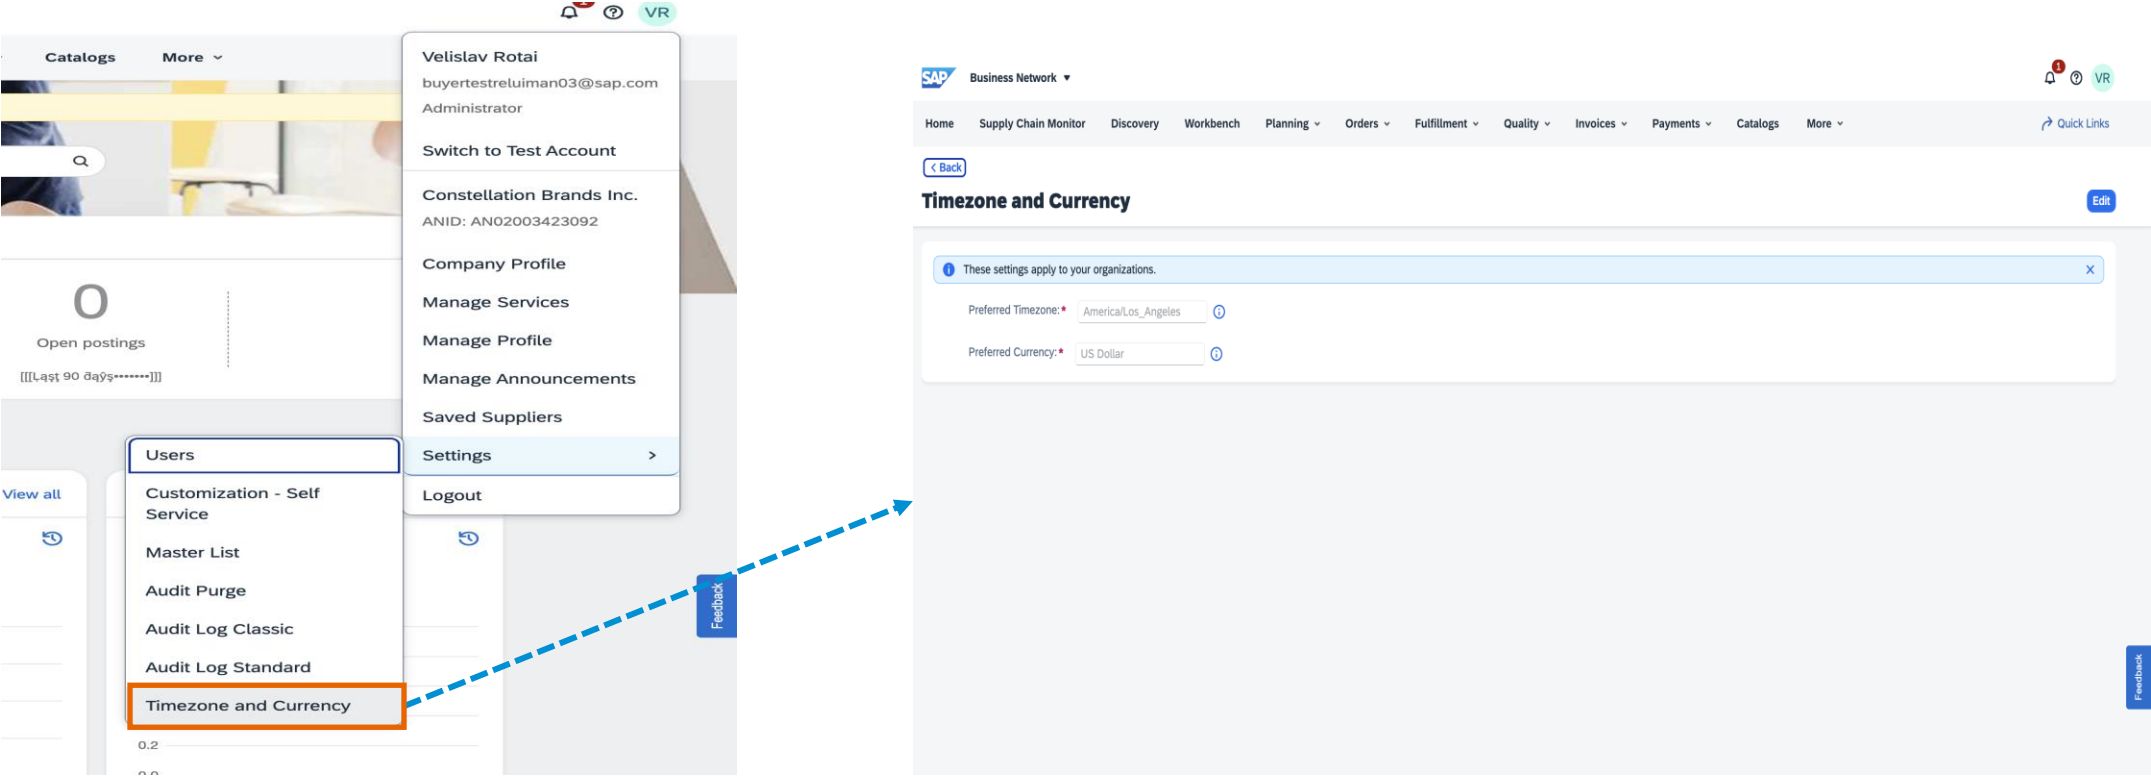 1
VR
Catalogs
More
Velislav Rotai
buyertestreluiman03@sap.com
Administrator
Switch to Test Account
Constellation Brands Inc.
ANID: AN02003423092
Company Profile
Manage Services
Manage Profile
Manage Announcements
Saved Suppliers
Settings
Logout
0
Open postings
[[[Ļąşţ 90 ƌąŷş•••••••]]]
View all
Users
Customization - Self
Service
Master List
Audit Purge
Audit Log Classic
Audit Log Standard
Timezone and Currency
0.2
Feedback
SAP Business Network
1
VR
Home Supply Chain Monitor Discovery Workbench Planning Orders Fulfillment Quality Invoices Payments Catalogs More Quick Links
< Back
Timezone and Currency
Edit
These settings apply to your organizations.
Preferred Timezone:* America/Los_Angeles
Preferred Currency:* US Dollar
Feedback